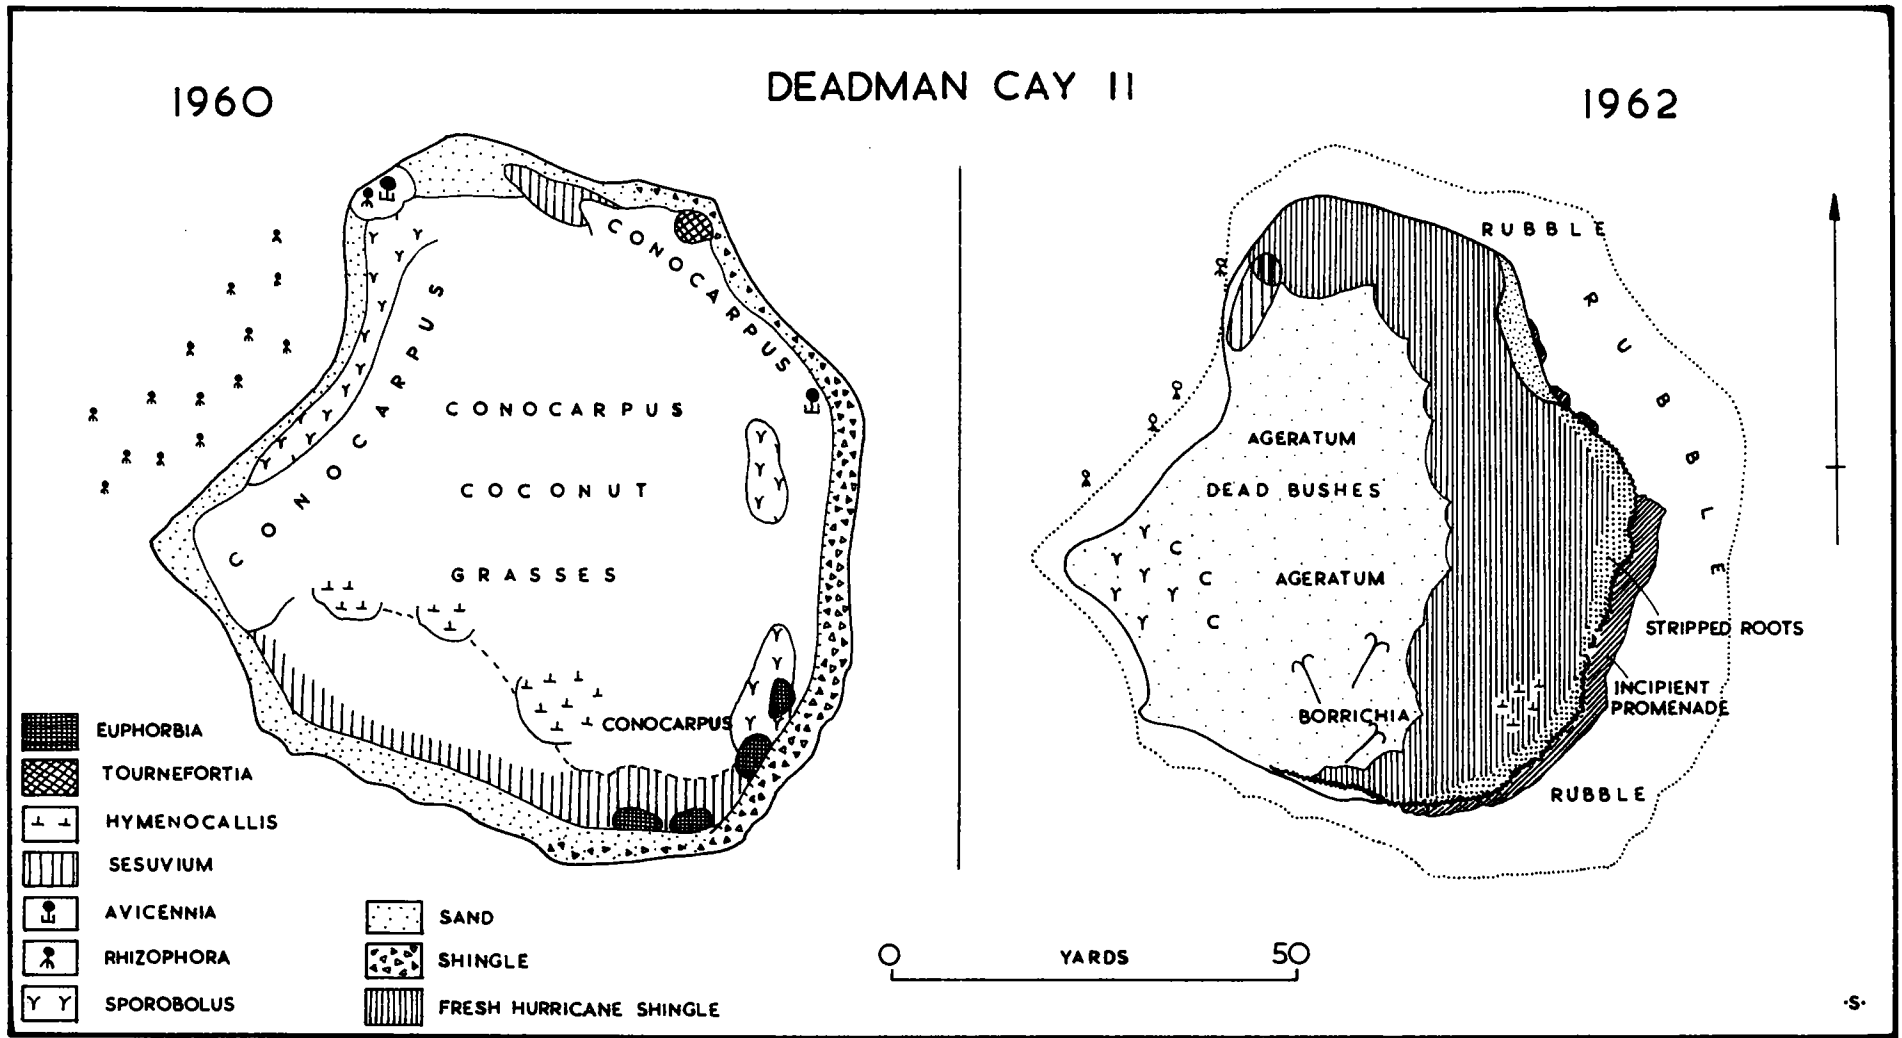 DEADMAN CAY II
1960
1962
CONOCARPUS
CONOCARPUS
CONOCARPUS
COCONUT
GRASSES
CONOCARPUS
RUBBLE
RUBBLE
AGERATUM
DEAD BUSHES
C
C
AGERATUM
C
STRIPPED ROOTS
INCIPIENT
PROMENADE
BORRICHIA
RUBBLE
EUPHORBIA
TOURNEFORTIA
HYMENOCALLIS
SESUVIUM
AVICENNIA
RHIZOPHORA
SPOROBOLUS
SAND
SHINGLE
FRESH HURRICANE SHINGLE
0 YARDS 50
·S·